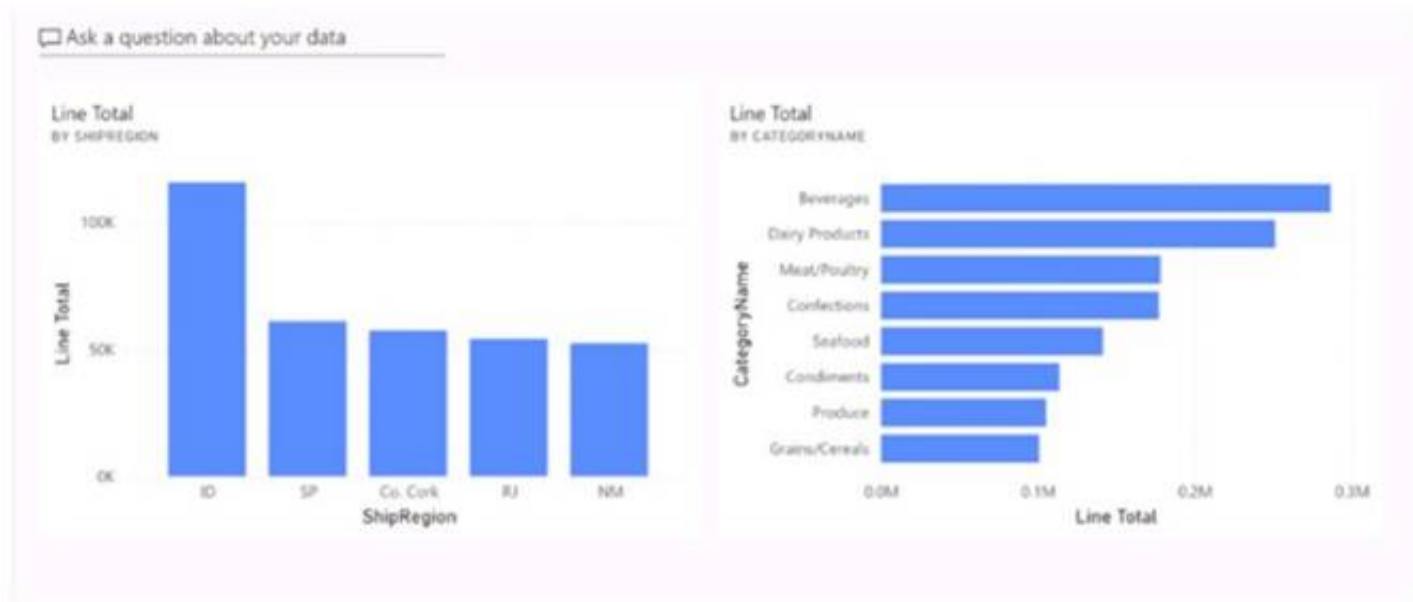 Ask a question about your data
Line Total
BY SHIPREGION
Line Total
100K
50K
0K
ID
SP
Co. Cork
RJ
NM
ShipRegion
Line Total
BY CATEGORYNAME
CategoryName
Beverages
Dairy Products
Meat/Poultry
Confections
Seafood
Condiments
Produce
Grains/Cereals
0.0M
0.1M
0.2M
0.3M
Line Total